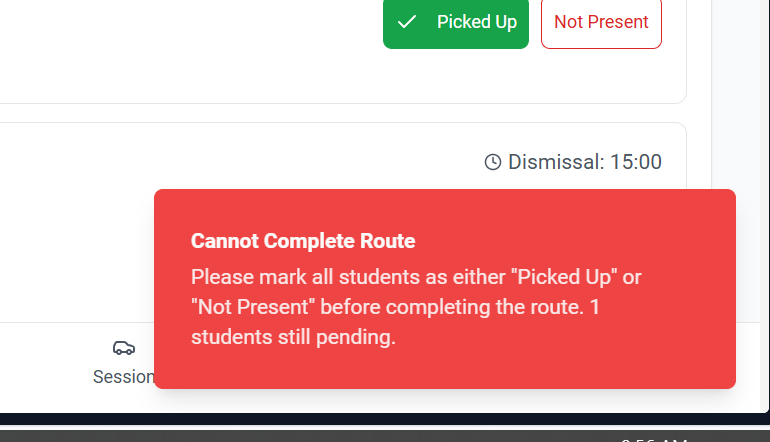 Picked Up
Not Present
Dismissal: 15:00
Cannot Complete Route
Please mark all students as either "Picked Up" or
"Not Present" before completing the route. 1
students still pending.
Session